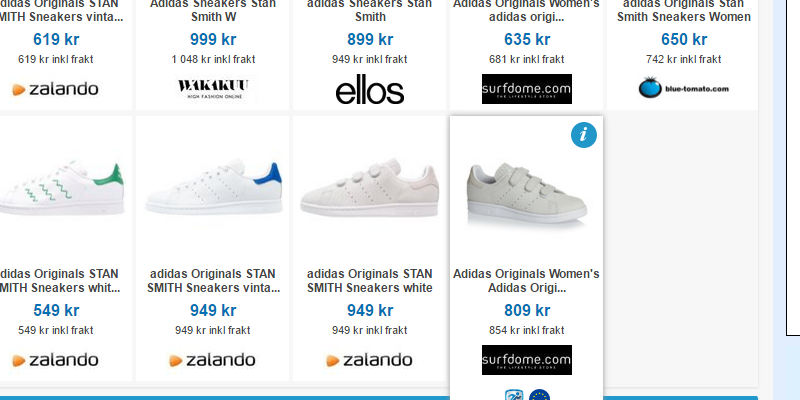 didas Originals STAN
MITH Sneakers vinta...
619 kr
619 kr inkl frakt
zalando
Adidas Sneakers Stan
Smith W
999 kr
1 048 kr inkl frakt
WAKAKUU
HIGH FASHION ONLINE
adidas Sneakers Stan
Smith
899 kr
949 kr inkl frakt
ellos
Adidas Originals Women's
adidas origi...
635 kr
681 kr inkl frakt
surfdome.com
THE LIFESTYLE STORE
adidas Originals Stan
Smith Sneakers Women
650 kr
742 kr inkl frakt
blue-tomato.com
didas Originals STAN
MITH Sneakers whit...
549 kr
549 kr inkl frakt
zalando
adidas Originals STAN
SMITH Sneakers vinta...
949 kr
949 kr inkl frakt
zalando
adidas Originals STAN
SMITH Sneakers white
949 kr
949 kr inkl frakt
zalando
i
Adidas Originals Women's
Adidas Origi...
809 kr
854 kr inkl frakt
surfdome.com
THE LIFESTYLE STORE